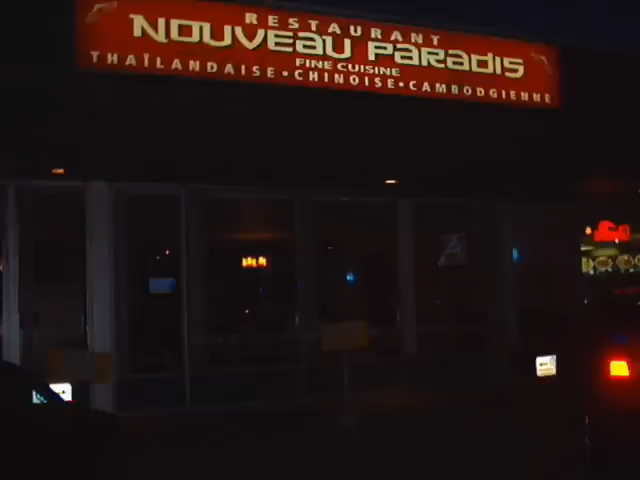 RESTAURANT
NOUVEAU PARADIS
FINE CUISINE
THAÏLANDAISE • CHINOISE • CAMBODGIENNE